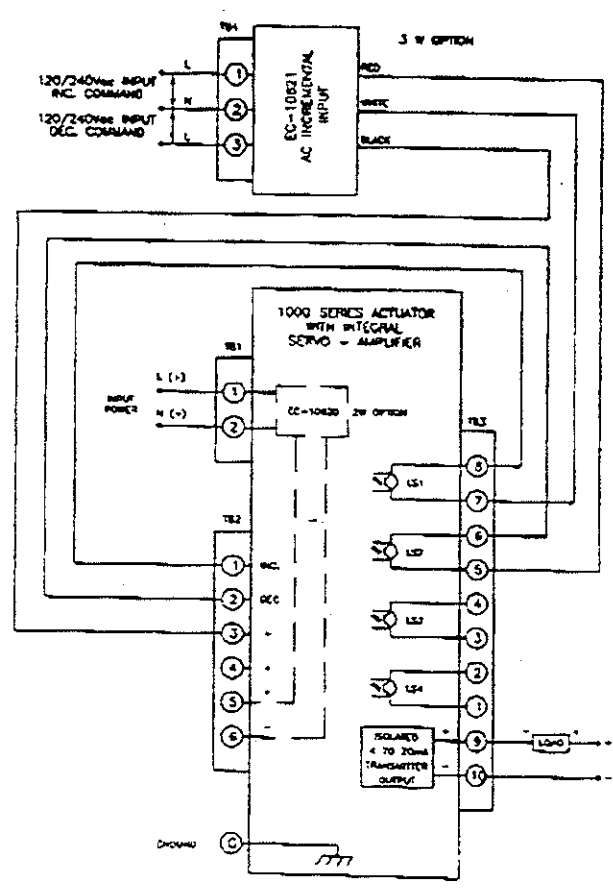 TB4
3 W OPTION
L
RED
120/240Vac INPUT
INC. COMMAND
1
EC-10821
AC INCREMENTAL
INPUT
N
2
WHITE
120/240Vac INPUT
DEC. COMMAND
L
3
BLACK
1000 SERIES ACTUATOR
WITH INTEGRAL
SERVO - AMPLIFIER
TB1
L (+)
1
INPUT
POWER
N (-)
2
EC-10820
2W OPTION
TB3
8
LS1
7
TB2
6
LS2
5
1
INC.
2
DEC
4
LS3
3
3
+
4
+
2
LS4
1
5
+
6
-
ISOLATED
4 TO 20mA
TRANSMITTER
OUTPUT
+
9
-
LOAD
+
+
-
10
-
GROUND
G